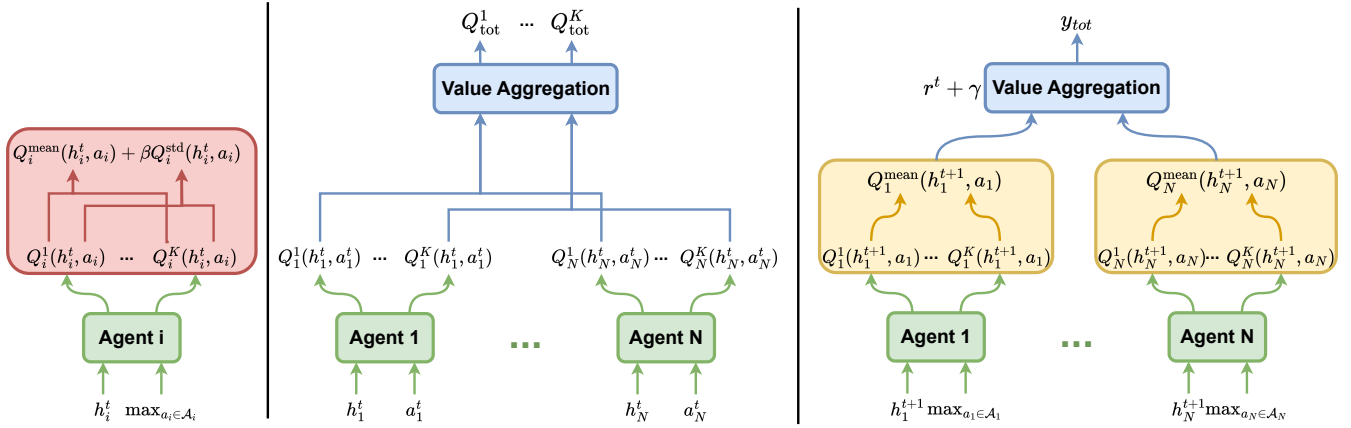 Q_i^mean(h_i^t, a_i) + βQ_i^std(h_i^t, a_i)
Q_i^1(h_i^t, a_i) ... Q_i^K(h_i^t, a_i)
Agent i
h_i^t max_{a_i∈𝒜_i}
Q_tot^1 ... Q_tot^K
Value Aggregation
Q_1^1(h_1^t, a_1^t) ... Q_1^K(h_1^t, a_1^t) Q_N^1(h_N^t, a_N^t) ... Q_N^K(h_N^t, a_N^t)
Agent 1 ... Agent N
h_1^t a_1^t h_N^t a_N^t
y_tot
r^t + γ Value Aggregation
Q_1^mean(h_1^{t+1}, a_1) Q_N^mean(h_N^{t+1}, a_N)
Q_1^1(h_1^{t+1}, a_1) ... Q_1^K(h_1^{t+1}, a_1) Q_N^1(h_N^{t+1}, a_N) ... Q_N^K(h_N^{t+1}, a_N)
Agent 1 ... Agent N
h_1^{t+1} max_{a_1∈𝒜_1} h_N^{t+1} max_{a_N∈𝒜_N}